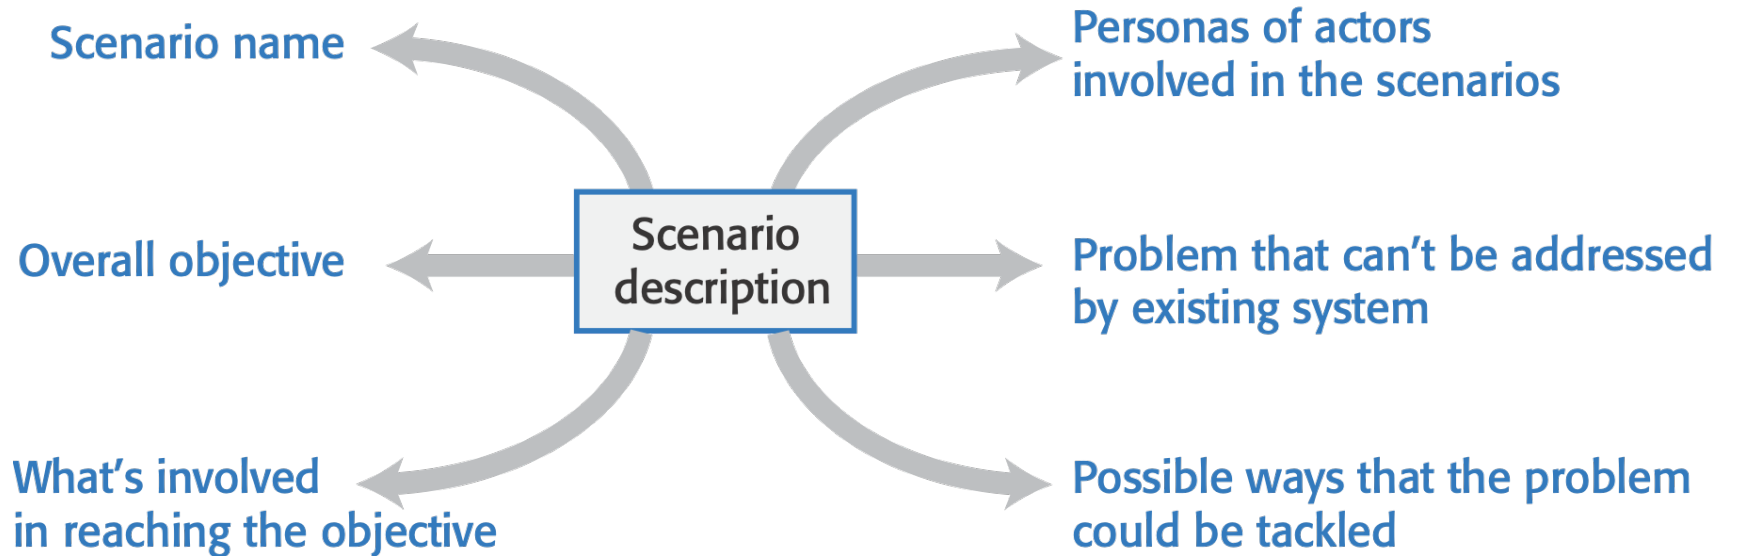 Scenario name
Personas of actors
involved in the scenarios
Overall objective
Scenario
description
Problem that can’t be addressed
by existing system
What’s involved
in reaching the objective
Possible ways that the problem
could be tackled